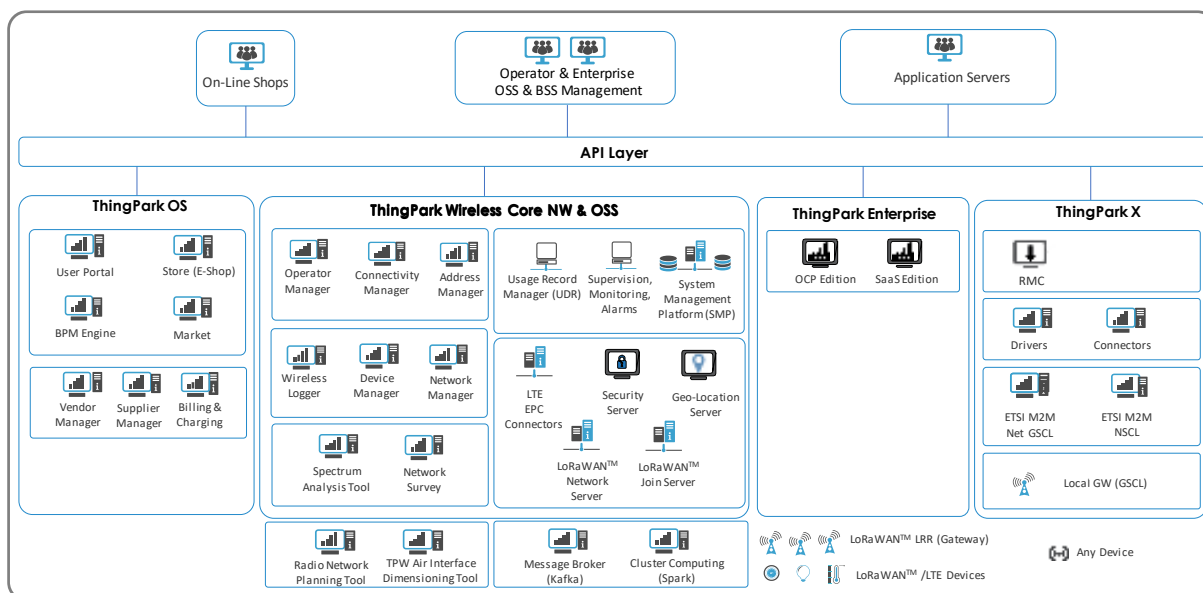 On-Line Shops
Operator & Enterprise
OSS & BSS Management
Application Servers
API Layer
ThingPark OS
User Portal
Store (E-Shop)
BPM Engine
Market
Vendor
Manager
Supplier
Manager
Billing &
Charging
ThingPark Wireless Core NW & OSS
Operator
Manager
Connectivity
Manager
Address
Manager
Usage Record
Manager (UDR)
Supervision,
Monitoring,
Alarms
System
Management
Platform (SMP)
Wireless
Logger
Device
Manager
Network
Manager
LTE
EPC
Connectors
Security
Server
Geo-Location
Server
LoRaWAN™
Network
Server
LoRaWAN™
Join Server
Spectrum
Analysis Tool
Network
Survey
Radio Network
Planning Tool
TPW Air Interface
Dimensioning Tool
Message Broker
(Kafka)
Cluster Computing
(Spark)
ThingPark Enterprise
OCP Edition
SaaS Edition
ThingPark X
RMC
Drivers
Connectors
ETSI M2M
Net GSCL
ETSI M2M
NSCL
Local GW (GSCL)
LoRaWAN™ LRR (Gateway)
LoRaWAN™ /LTE Devices
Any Device